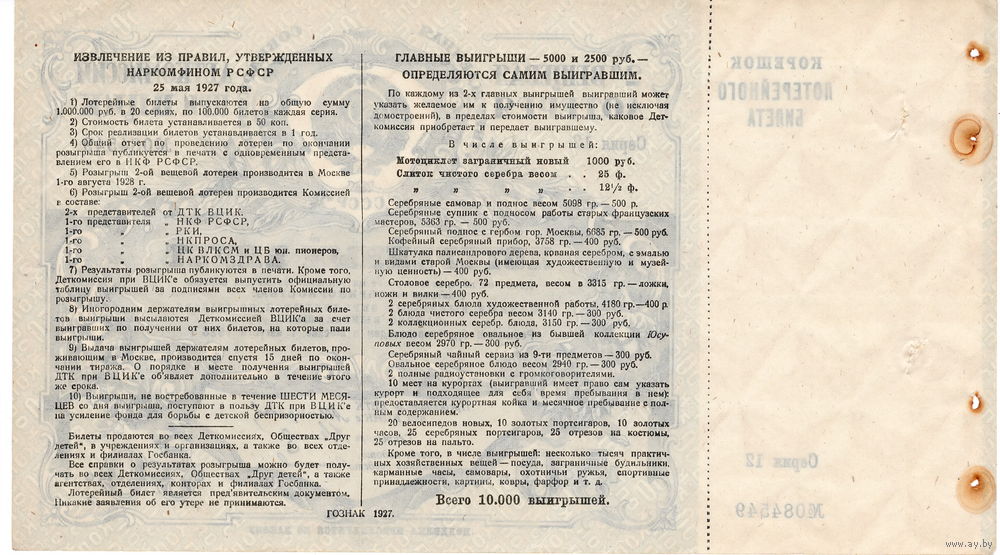 ИЗВЛЕЧЕНИЕ ИЗ ПРАВИЛ, УТВЕРЖДЕННЫХ
НАРКОМФИНОМ РСФСР
25 мая 1927 года.
1) Лотерейные билеты выпускаются на общую сумму
1.000.000 руб. в 20 сериях, по 100.000 билетов каждая серия.
2) Стоимость билета устанавливается в 50 коп.
3) Срок реализации билетов устанавливается в 1 год.
4) Общий отчет по проведению лотереи по окончании
розыгрыша публикуется в печати с одновременным предста-
влением его в НКФ РСФСР.
5) Розыгрыш 2-ой вещевой лотереи производится в Москве
1-го августа 1928 г.
6) Розыгрыш 2-ой вещевой лотереи производится Комиссией
в составе:
2-х представителей от ДТК ВЦИК.
1-го представителя „ НКФ РСФСР,
1-го „ „ РКИ,
1-го „ „ НКПРОСА,
1-го „ „ ЦК ВЛКСМ и ЦБ юн. пионеров,
1-го „ „ НАРКОМЗДРАВА.
7) Результаты розыгрыша публикуются в печати. Кроме того,
Деткомиссия при ВЦИК'е обязуется выпустить официальную
таблицу выигрышей за подписями всех членов Комиссии по
розыгрышу.
8) Иногородним держателям выигрышных лотерейных биле-
тов выигрыши высылаются Деткомиссией ВЦИК'а за счет
выигравших по получении от них билетов, на которые пали
выигрыши.
9) Выдача выигрышей держателям лотерейных билетов, про-
живающим в Москве, производится спустя 15 дней по окон-
чании тиража. О порядке и месте получения выигрышей
ДТК при ВЦИК'е об'являет дополнительно в течение этого
же срока.
10) Выигрыши, не востребованные в течение ШЕСТИ МЕСЯ-
ЦЕВ со дня выигрыша, поступают в пользу ДТК при ВЦИК'е
на усиление фонда для борьбы с детской беспризорностью.
Билеты продаются во всех Деткомиссиях, Обществах „Друг
детей", в учреждениях и организациях, а также во всех отде-
лениях и филиалах Госбанка.
Все справки о результатах розыгрыша можно будет полу-
чать во всех Деткомиссиях, Обществах „Друг детей", а также
агентствах, отделениях, конторах и филиалах Госбанка.
Лотерейный билет является пред'явительским документом.
Никакие заявления об его утере не принимаются.
ГЛАВНЫЕ ВЫИГРЫШИ — 5000 и 2500 руб.—
ОПРЕДЕЛЯЮТСЯ САМИМ ВЫИГРАВШИМ.
По каждому из 2-х главных выигрышей выигравший может
указать желаемое им к получению имущество (не исключая
домостроений), в пределах стоимости выигрыша, каковое Дет-
комиссия приобретает и передает выигравшему.
В числе выигрышей:
Мотоциклет заграничный новый 1000 руб.
Слиток чистого серебра весом . . 25 ф.
„ „ „ „ . . 12½ ф.
Серебряные самовар и поднос весом 5098 гр.— 500 р.
Серебряные супник с подносом работы старых французских
мастеров, 5363 гр. — 500 руб.
Серебряный поднос с гербом гор. Москвы, 6685 гр.—500 руб.
Кофейный серебряный прибор, 3758 гр.—400 руб.
Шкатулка палисандрового дерева, кованая серебром, с эмалью
и видами старой Москвы (имеющая художественную и музей-
ную ценность)—400 руб.
Столовое серебро. 72 предмета, весом в 3315 гр.—ложки,
ножи и вилки—400 руб.
2 серебряных блюда художественной работы, 4180 гр.—400 р.
2 блюда чистого серебра весом 3140 гр.—300 руб.
2 коллекционных серебр. блюда, 3150 гр.—300 руб.
Блюдо серебряное овальное из бывшей коллекции Юсу-
повых весом 2970 гр.—300 руб.
Серебряный чайный сервиз из 9-ти предметов—300 руб.
Овальное серебряное блюдо весом 2940 гр.—300 руб.
2 полные радиоустановки с громкоговорителями.
10 мест на курортах (выигравший имеет право сам указать
курорт и подходящее для себя время пребывания в нем):
предоставляется курортная койка и месячное пребывание с пол-
ным содержанием.
20 велосипедов новых, 10 золотых портсигаров, 10 золотых
часов, 25 серебряных портсигаров, 25 отрезов на костюмы,
25 отрезов на пальто.
Кроме того, в числе выигрышей: несколько тысяч практич-
ных хозяйственных вещей—посуда, заграничные будильники,
карманные часы, самовары, охотничьи ружья, спортивные
принадлежности, картины, ковры, фарфор и т. д.
Всего 10.000 выигрышей.
ГОЗНАК 1927.
КОРЕШОК
ЛОТЕРЕЙНОГО
БИЛЕТА
Серия 12
№084549
www.ay.by